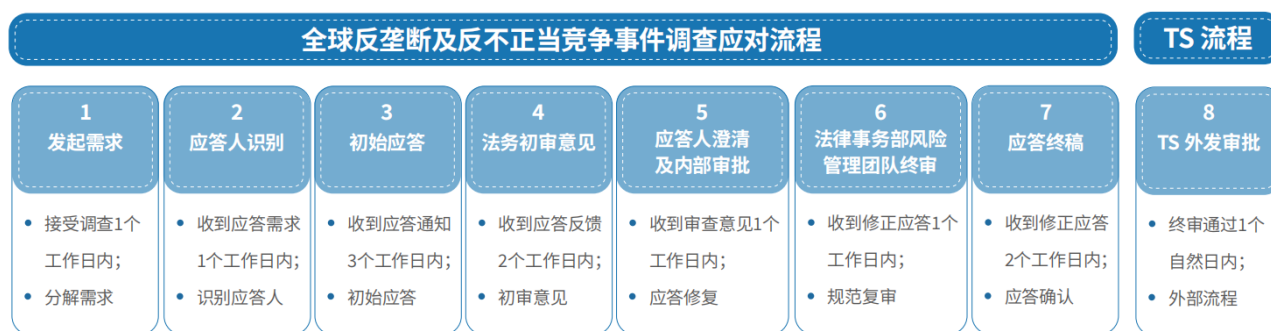 全球反垄断及反不正当竞争事件调查应对流程
TS 流程
1
发起需求
接受调查1个
工作日内；
分解需求
2
应答人识别
收到应答需求
1个工作日内；
识别应答人
3
初始应答
收到应答通知
3个工作日内；
初始应答
4
法务初审意见
收到应答反馈
2个工作日内；
初审意见
5
应答人澄清
及内部审批
收到审查意见1个
工作日内；
应答修复
6
法律事务部风险
管理团队终审
收到修正应答1个
工作日内；
规范复审
7
应答终稿
收到修正应答
2个工作日内；
应答确认
8
TS 外发审批
终审通过1个
自然日内；
外部流程